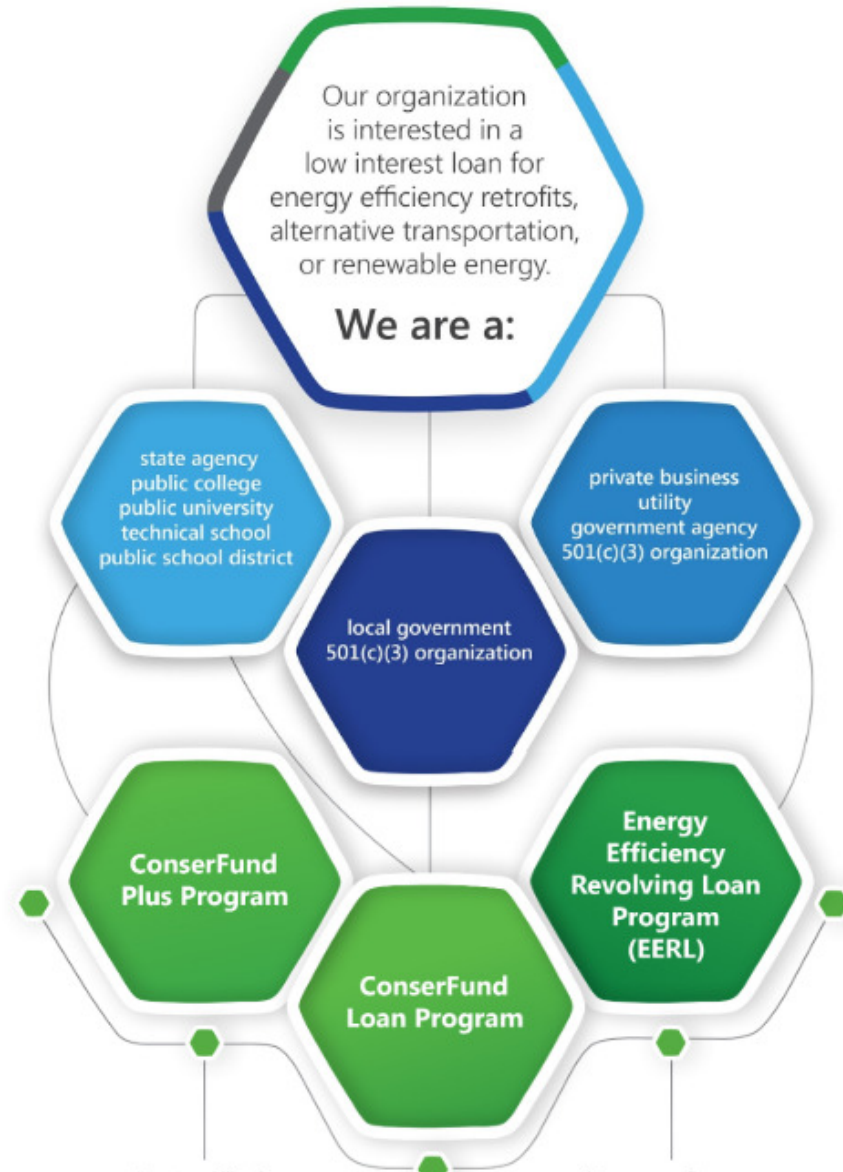 Our organization
is interested in a
low interest loan for
energy efficiency retrofits,
alternative transportation,
or renewable energy.
We are a:
state agency
public college
public university
technical school
public school district
local government
501(c)(3) organization
private business
utility
government agency
501(c)(3) organization
ConserFund
Plus Program
ConserFund
Loan Program
Energy
Efficiency
Revolving Loan
Program
(EERL)